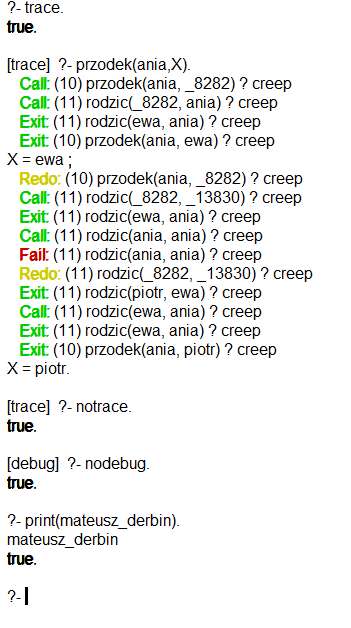 ?- trace.
true.
[trace]  ?- przodek(ania,X).
Call: (10) przodek(ania, _8282) ? creep
Call: (11) rodzic(_8282, ania) ? creep
Exit: (11) rodzic(ewa, ania) ? creep
Exit: (10) przodek(ania, ewa) ? creep
X = ewa ;
Redo: (10) przodek(ania, _8282) ? creep
Call: (11) rodzic(_8282, _13830) ? creep
Exit: (11) rodzic(ewa, ania) ? creep
Call: (11) rodzic(ania, ania) ? creep
Fail: (11) rodzic(ania, ania) ? creep
Redo: (11) rodzic(_8282, _13830) ? creep
Exit: (11) rodzic(piotr, ewa) ? creep
Call: (11) rodzic(ewa, ania) ? creep
Exit: (11) rodzic(ewa, ania) ? creep
Exit: (10) przodek(ania, piotr) ? creep
X = piotr.
[trace]  ?- notrace.
true.
[debug]  ?- nodebug.
true.
?- print(mateusz_derbin).
mateusz_derbin
true.
?-